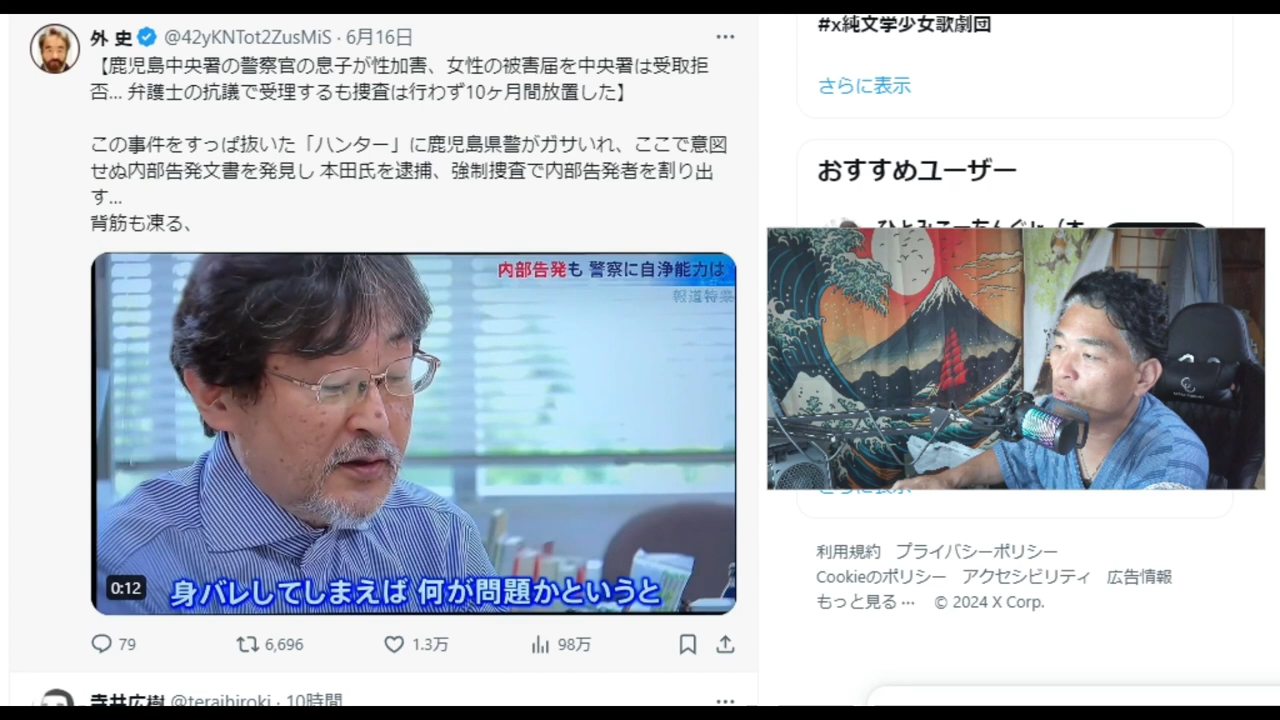 外 史 @42yKNTot2ZusMiS · 6月16日
【鹿児島中央署の警察官の息子が性加害、女性の被害届を中央署は受取拒
否... 弁護士の抗議で受理するも捜査は行わず10ヶ月間放置した】
この事件をすっぱ抜いた「ハンター」に鹿児島県警がガサいれ、ここで意図
せぬ内部告発文書を発見し 本田氏を逮捕、強制捜査で内部告発者を割り出
す...
背筋も凍る、
内部告発も 警察に自浄能力は
報道特集
0:12
身バレしてしまえば 何が問題かというと
79
6,696
1.3万
98万
寺井広樹 @teraihiroki · 10時間
#x純文学少女歌劇団
さらに表示
おすすめユーザー
さらに表示
利用規約 プライバシーポリシー
Cookieのポリシー アクセシビリティ 広告情報
もっと見る ··· © 2024 X Corp.